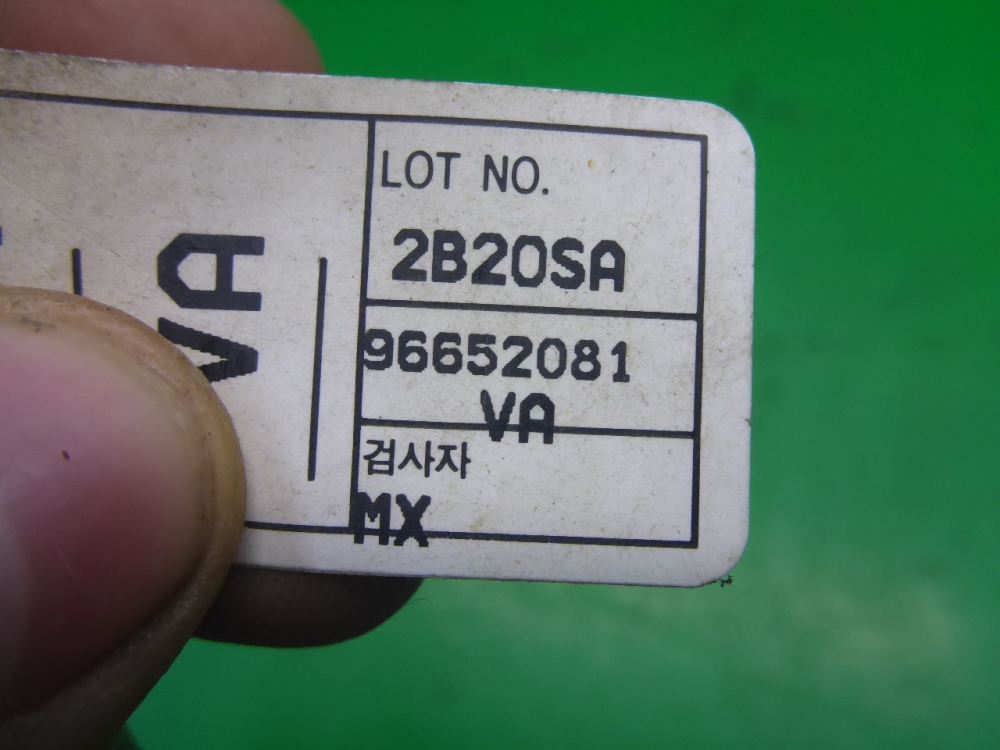 VA
LOT NO.
2B20SA
96652081
VA
검사자
MX